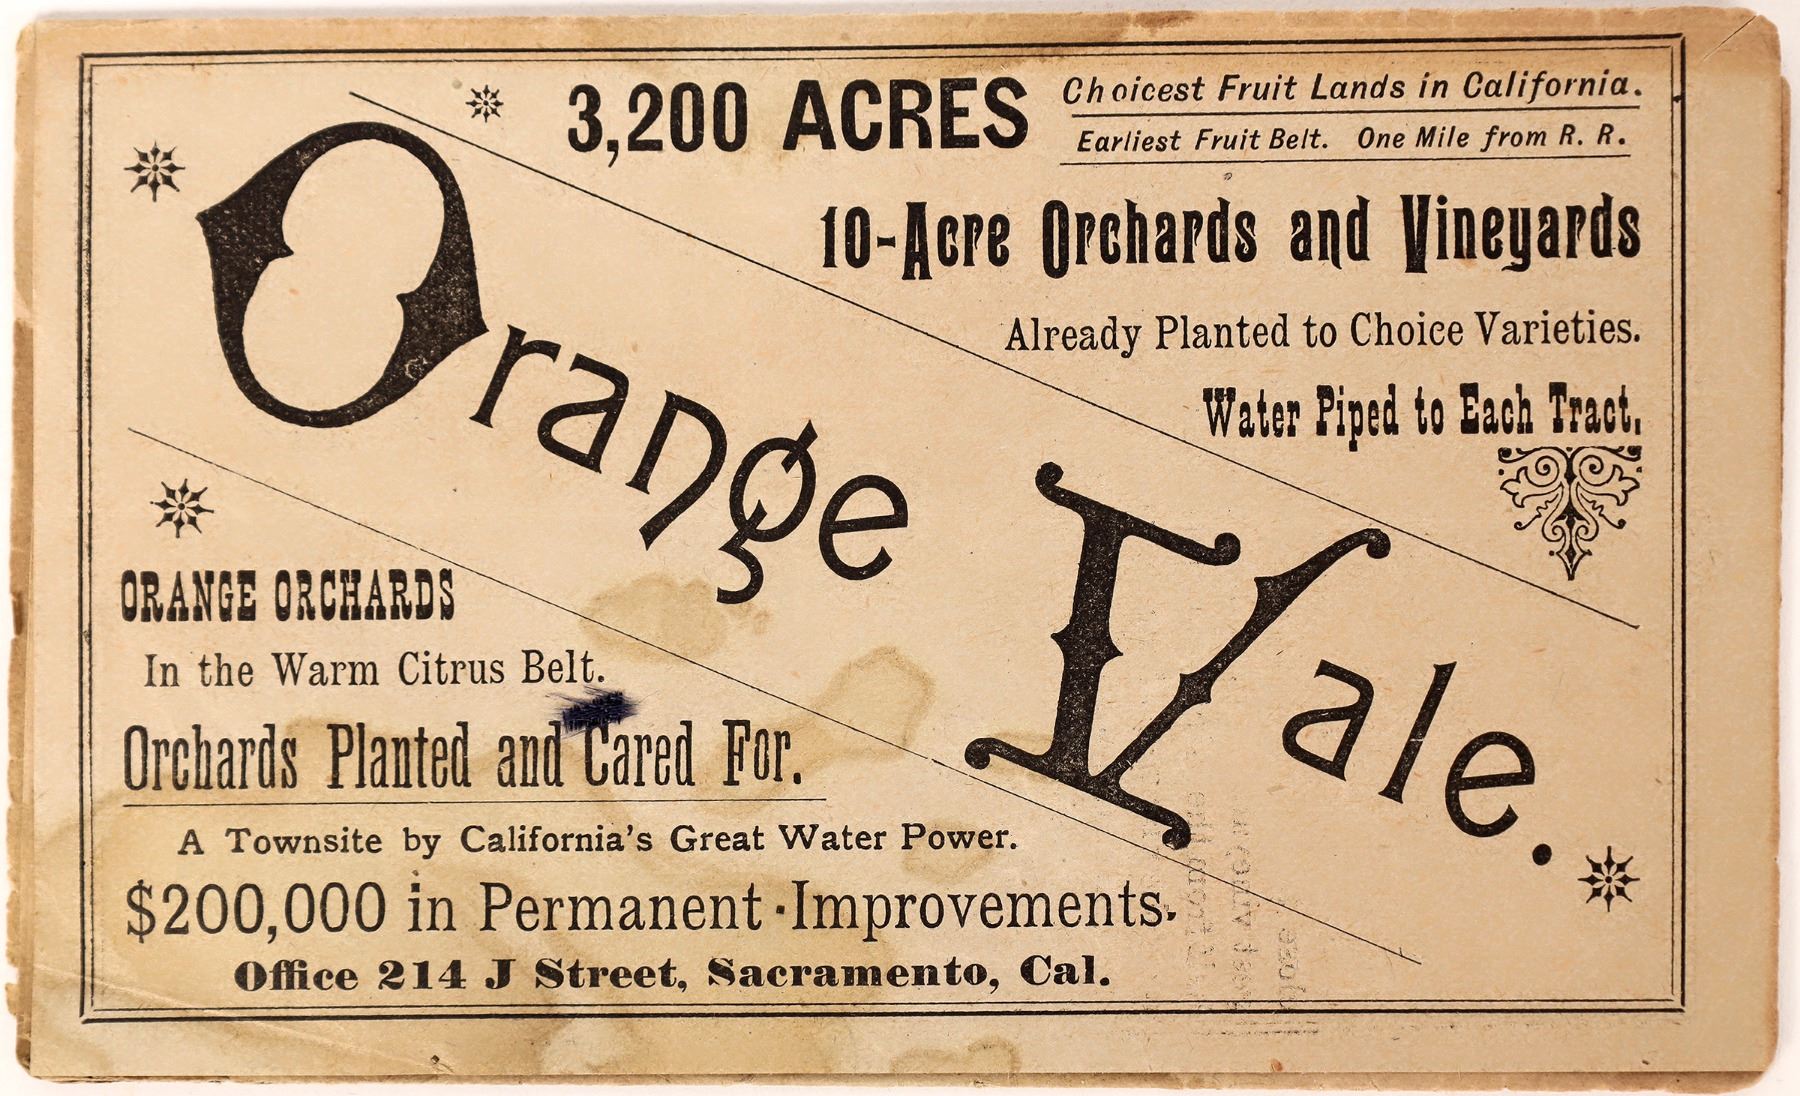 3,200 ACRES
Choicest Fruit Lands in California.
Earliest Fruit Belt. One Mile from R. R.
10-Acre Orchards and Vineyards
Already Planted to Choice Varieties.
Water Piped to Each Tract.
Orange Vale.
ORANGE ORCHARDS
In the Warm Citrus Belt.
Orchards Planted and Cared For.
A Townsite by California's Great Water Power.
$200,000 in Permanent Improvements.
Office 214 J Street, Sacramento, Cal.